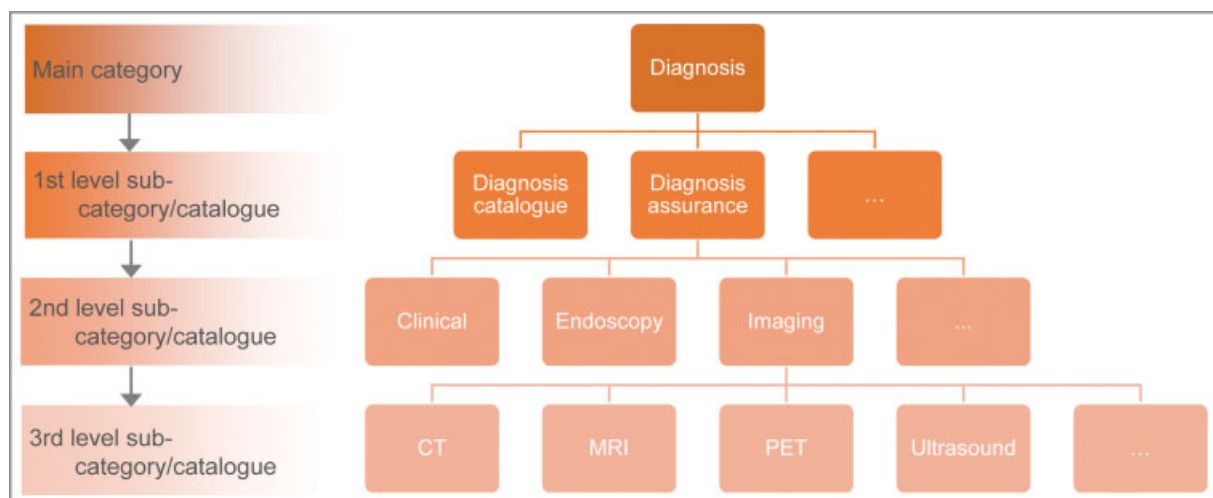 Main category
Diagnosis
1st level sub-
category/catalogue
Diagnosis
catalogue
Diagnosis
assurance
...
2nd level sub-
category/catalogue
Clinical
Endoscopy
Imaging
...
3rd level sub-
category/catalogue
CT
MRI
PET
Ultrasound
...